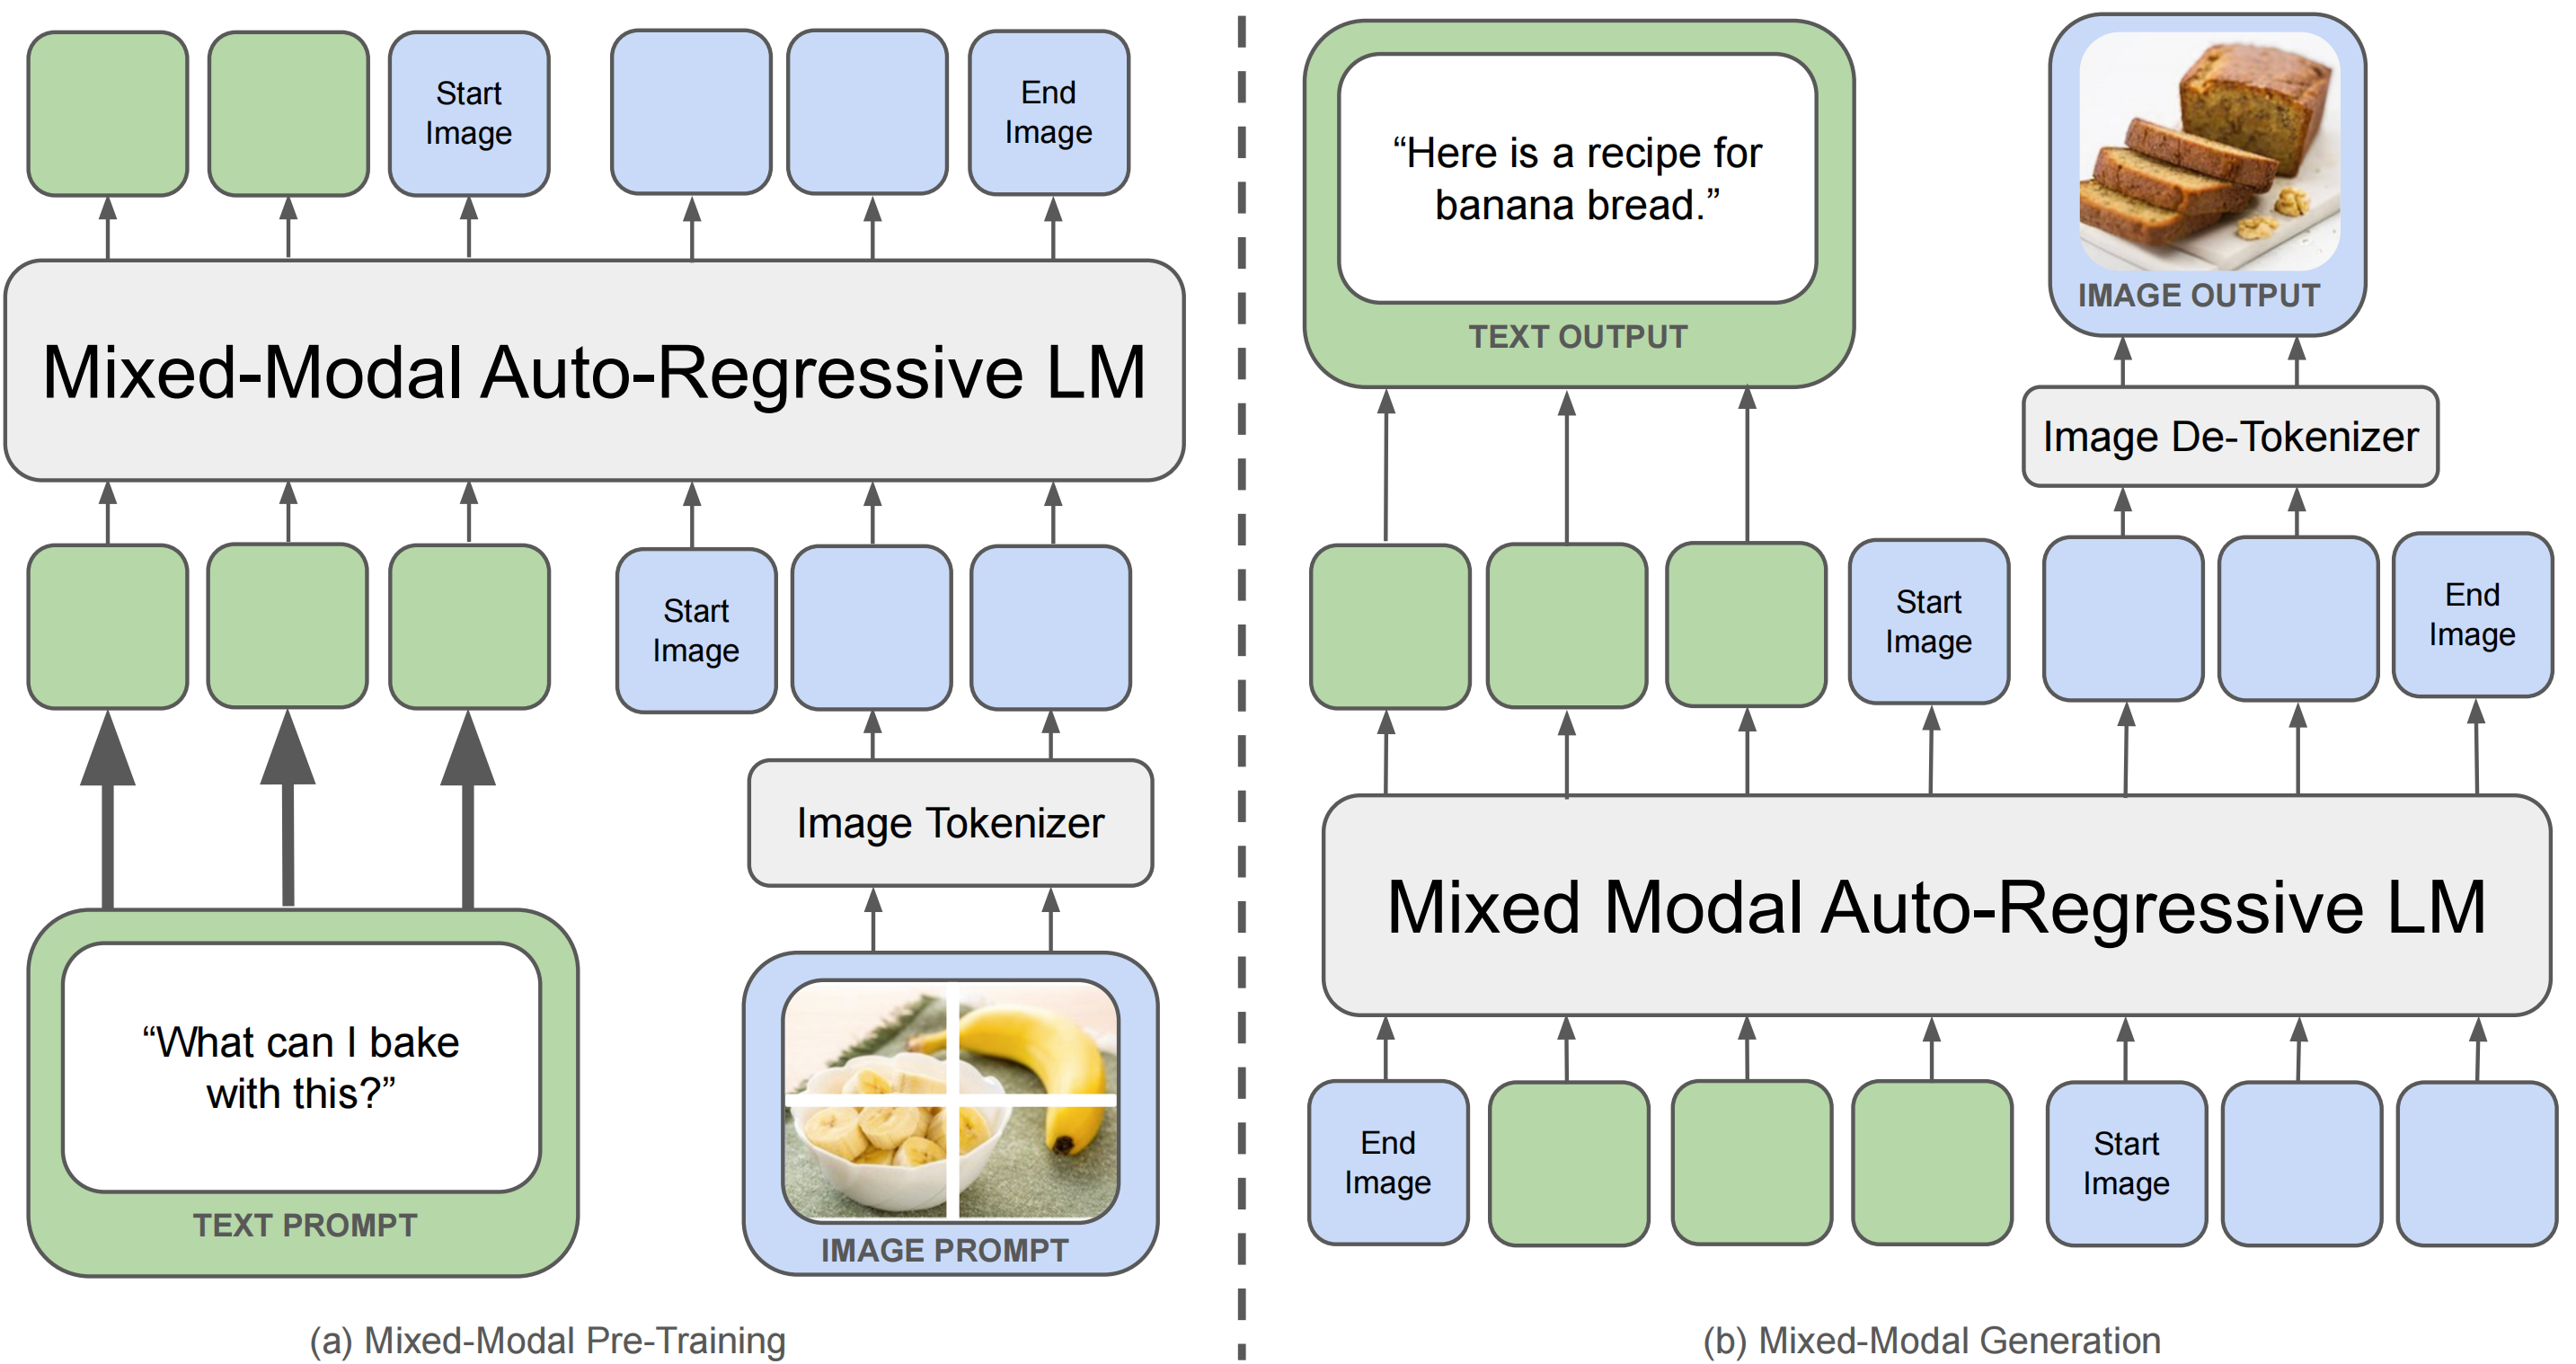 Start
Image
End
Image
Mixed-Modal Auto-Regressive LM
Start
Image
Image Tokenizer
“What can I bake
with this?”
TEXT PROMPT
IMAGE PROMPT
(a) Mixed-Modal Pre-Training
“Here is a recipe for
banana bread.”
TEXT OUTPUT
IMAGE OUTPUT
Image De-Tokenizer
Start
Image
End
Image
Mixed Modal Auto-Regressive LM
End
Image
Start
Image
(b) Mixed-Modal Generation